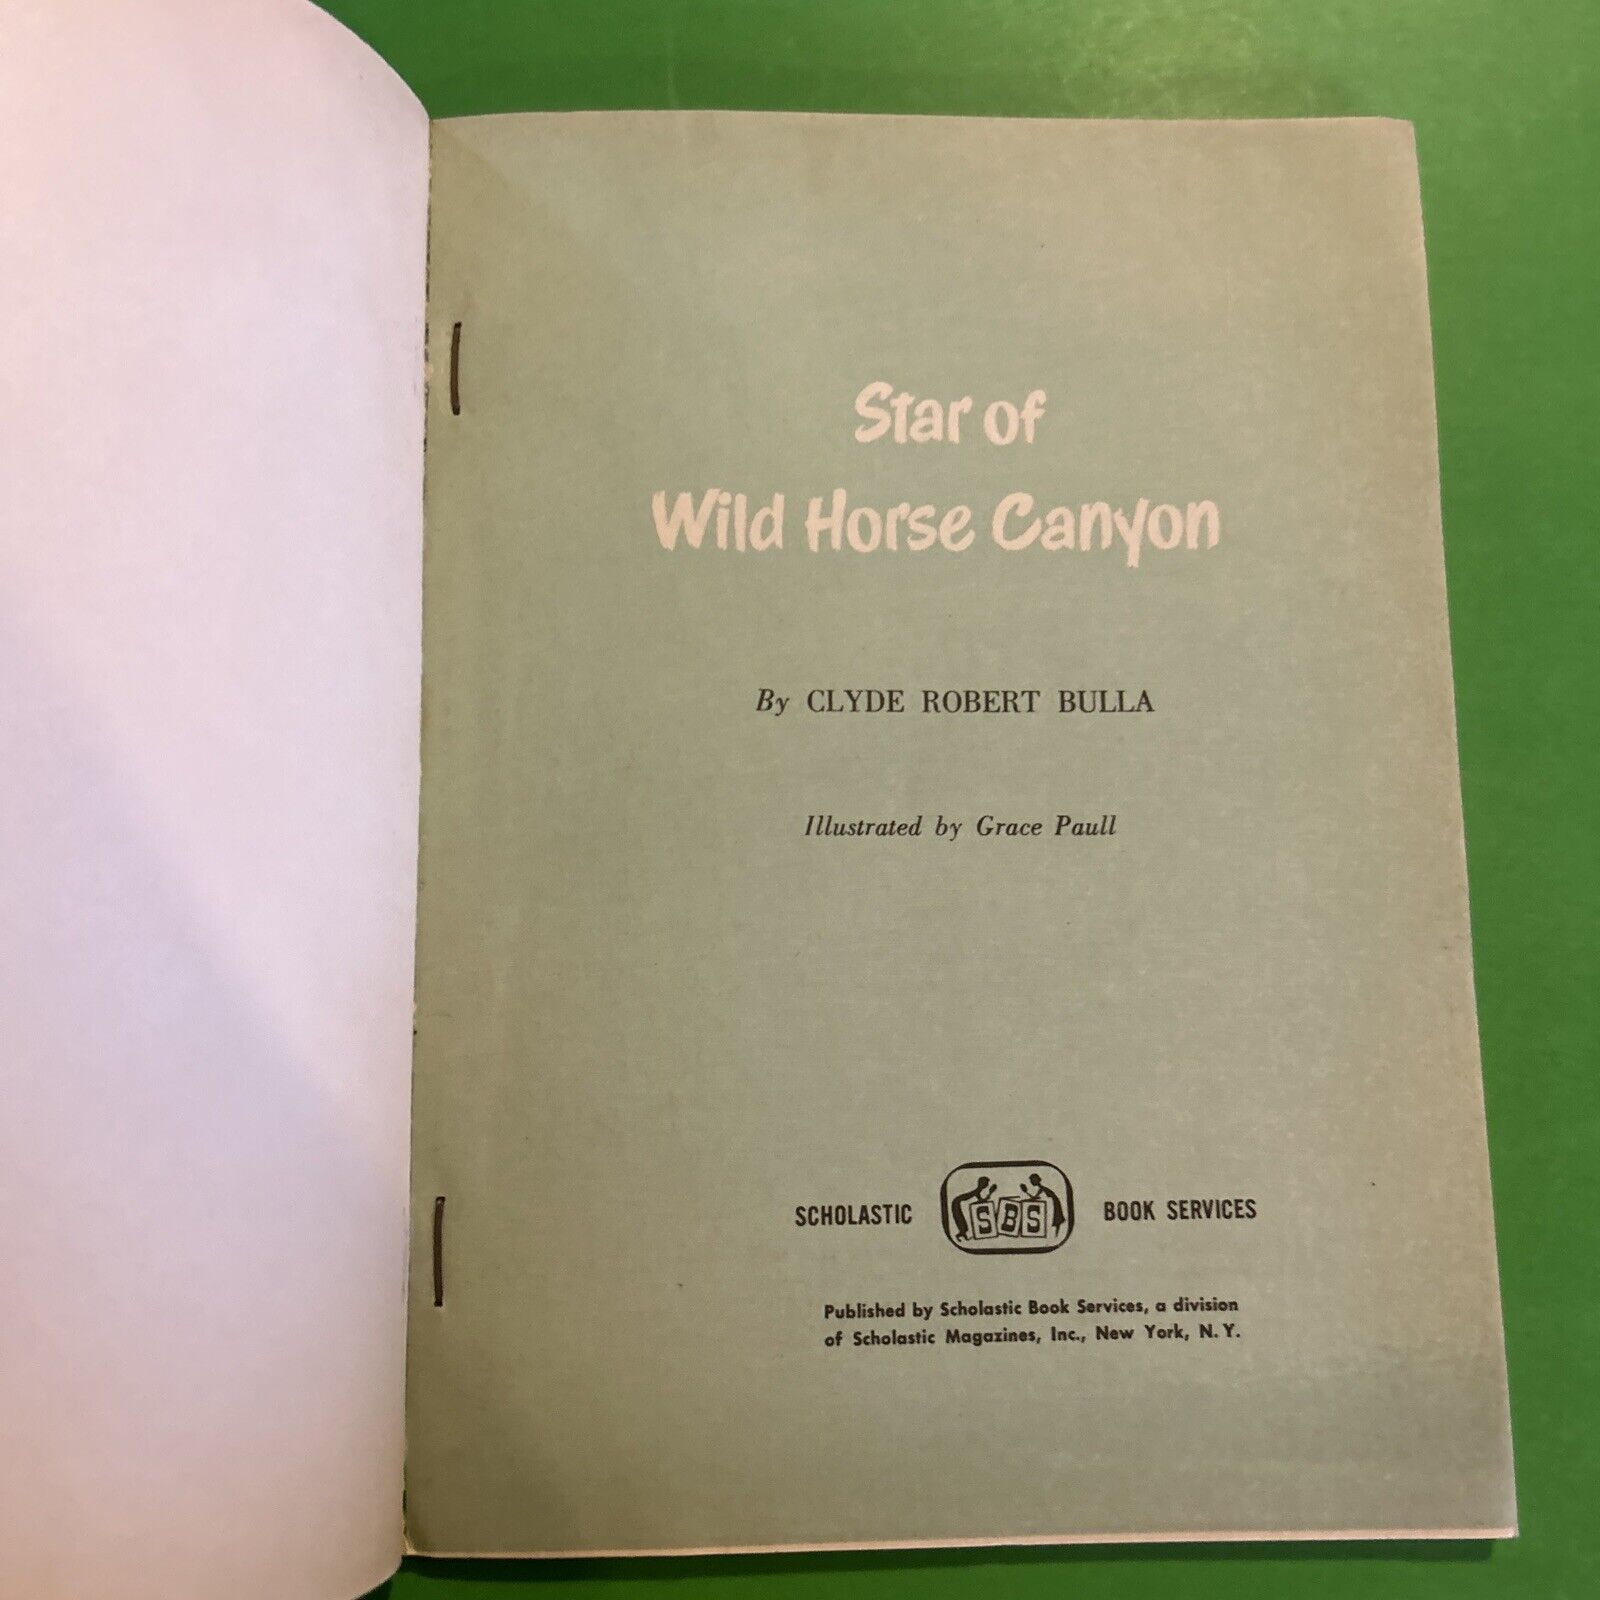 Star of
Wild Horse Canyon
By CLYDE ROBERT BULLA
Illustrated by Grace Paull
SCHOLASTIC SBS BOOK SERVICES
Published by Scholastic Book Services, a division
of Scholastic Magazines, Inc., New York, N. Y.